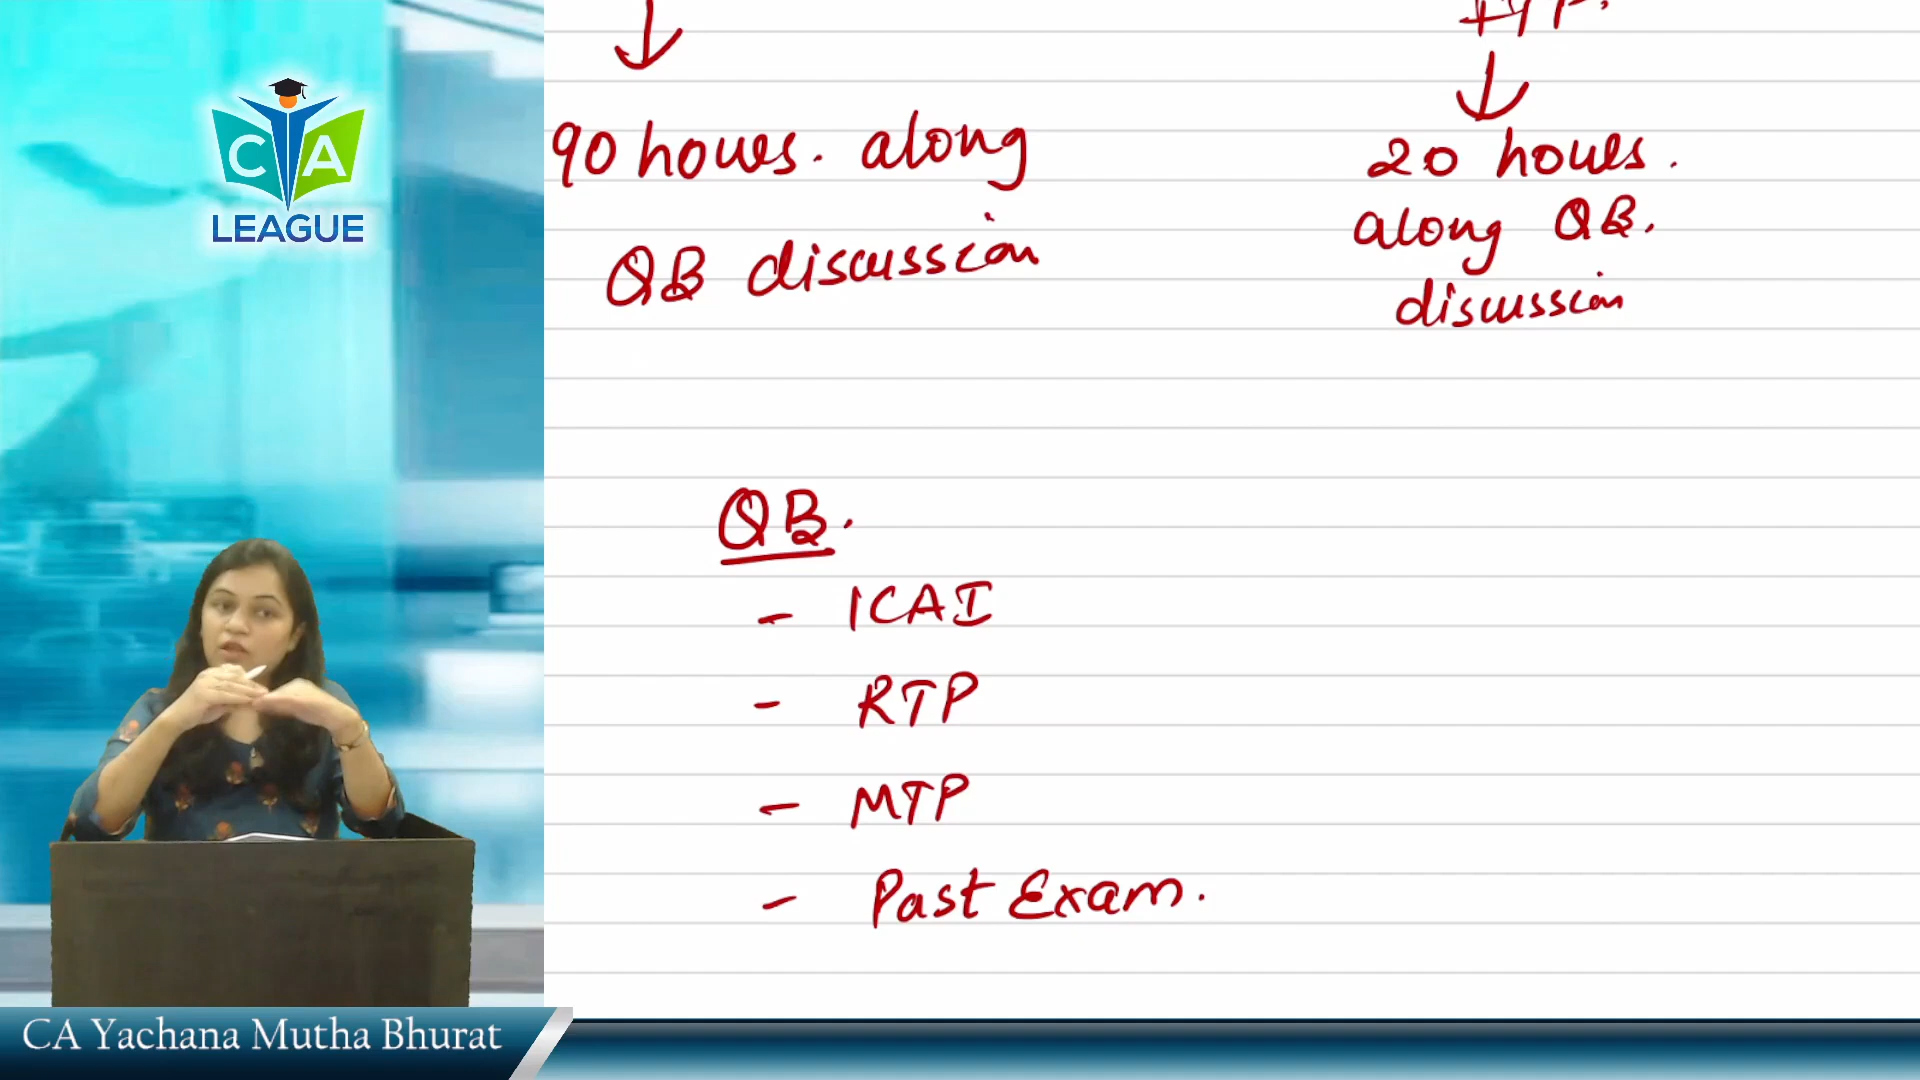 CA
LEAGUE
90 hours. along
QB discussion
20 hours.
along QB.
discussion
QB.
- ICAI
- RTP
- MTP
- Past Exam.
CA Yachana Mutha Bhurat